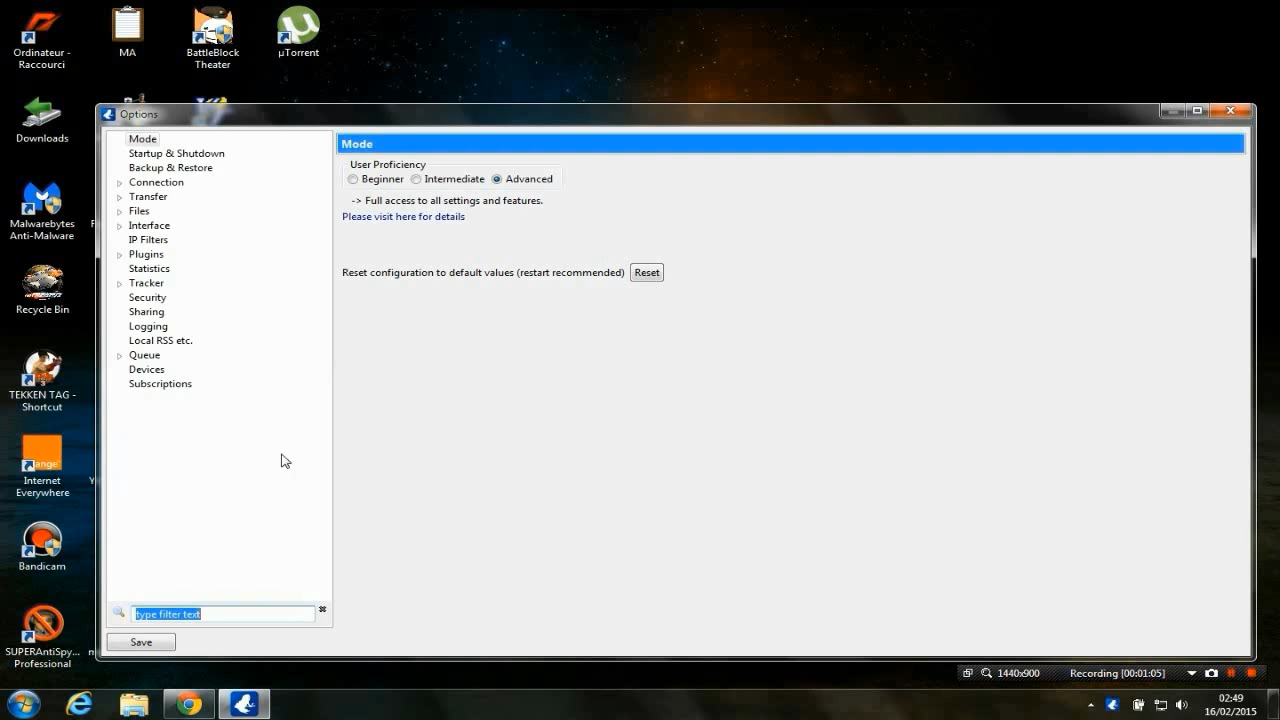 Ordinateur -
Raccourci
MA
BattleBlock
Theater
µTorrent
Downloads
Malwarebytes
Anti-Malware
Recycle Bin
TEKKEN TAG -
Shortcut
ange
Internet
Everywhere
Bandicam
SUPERAntiSpy...
Professional
Options
Mode
Startup & Shutdown
Backup & Restore
Connection
Transfer
Files
Interface
IP Filters
Plugins
Statistics
Tracker
Security
Sharing
Logging
Local RSS etc.
Queue
Devices
Subscriptions
type filter text
Save
Mode
User Proficiency
Beginner Intermediate Advanced
-> Full access to all settings and features.
Please visit here for details
Reset configuration to default values (restart recommended) Reset
1440x900 Recording [00:01:05]
02:49
16/02/2015